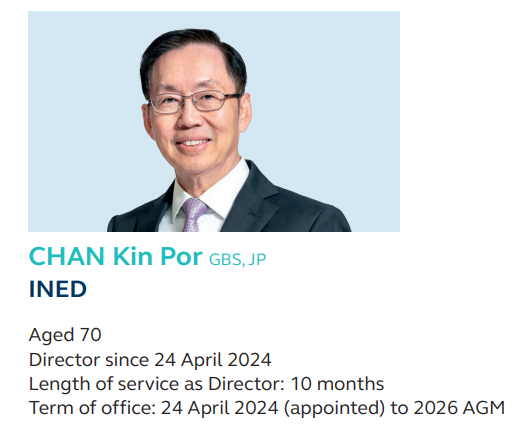 CHAN Kin Por GBS, JP
INED
Aged 70
Director since 24 April 2024
Length of service as Director: 10 months
Term of office: 24 April 2024 (appointed) to 2026 AGM